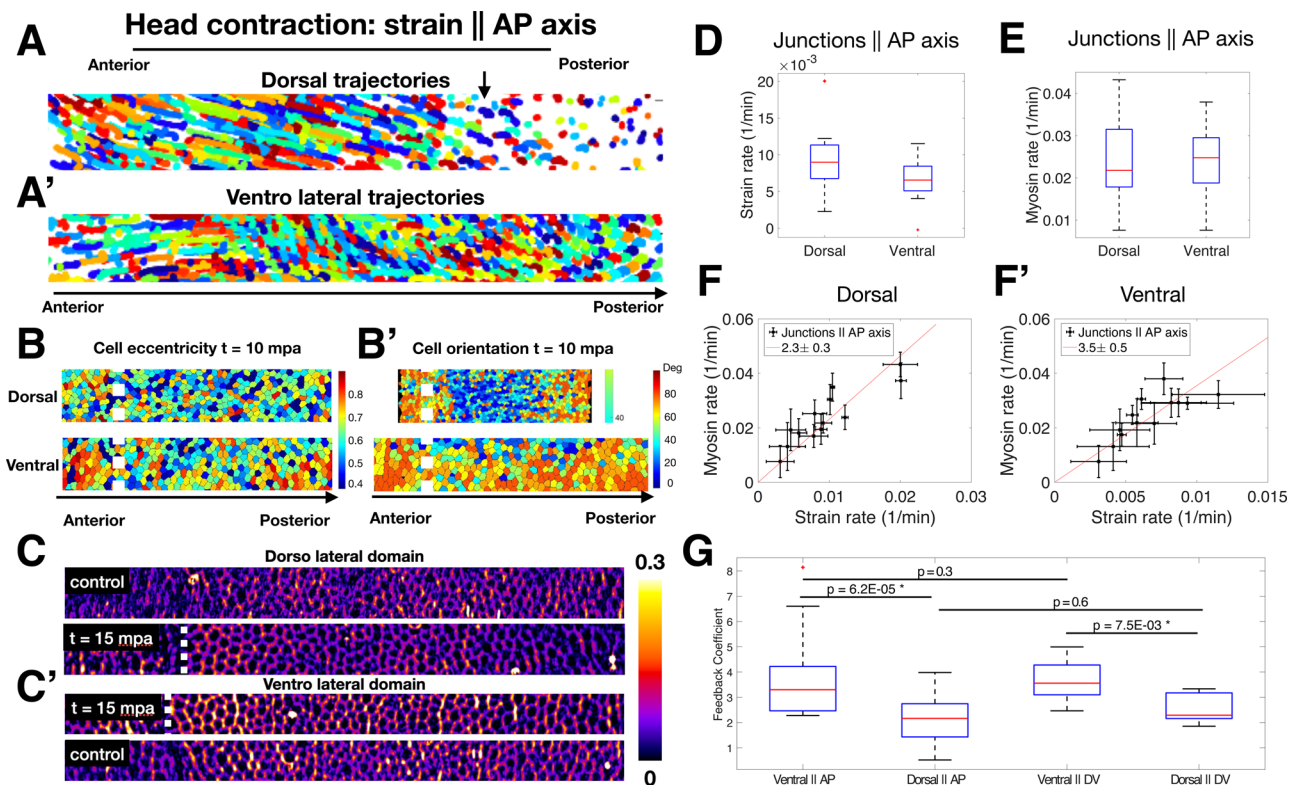 Head contraction: strain || AP axis
A
Anterior
Posterior
Dorsal trajectories
A'
Ventro lateral trajectories
Anterior
Posterior
B
Cell eccentricity t = 10 mpa
Dorsal
Ventral
0.8
0.7
0.6
0.5
0.4
Anterior
Posterior
B'
Cell orientation t = 10 mpa
40
Deg
80
60
40
20
0
Anterior
Posterior
C
Dorso lateral domain
control
t = 15 mpa
C'
Ventro lateral domain
t = 15 mpa
control
0.3
0
D
Junctions || AP axis
×10⁻³
Strain rate (1/min)
20
15
10
5
0
Dorsal
Ventral
E
Junctions || AP axis
Myosin rate (1/min)
0.04
0.03
0.02
0.01
Dorsal
Ventral
F
Dorsal
Junctions II AP axis
2.3± 0.3
Myosin rate (1/min)
0.06
0.04
0.02
0
0
0.01
0.02
0.03
Strain rate (1/min)
F'
Ventral
Junctions II AP axis
3.5± 0.5
Myosin rate (1/min)
0.06
0.04
0.02
0
0.005
0.01
0.015
Strain rate (1/min)
G
Feedback Coefficient
8
7
6
5
4
3
2
1
p = 0.3
p = 6.2E-05 *
p = 0.6
p = 7.5E-03 *
Ventral || AP
Dorsal || AP
Ventral || DV
Dorsal || DV